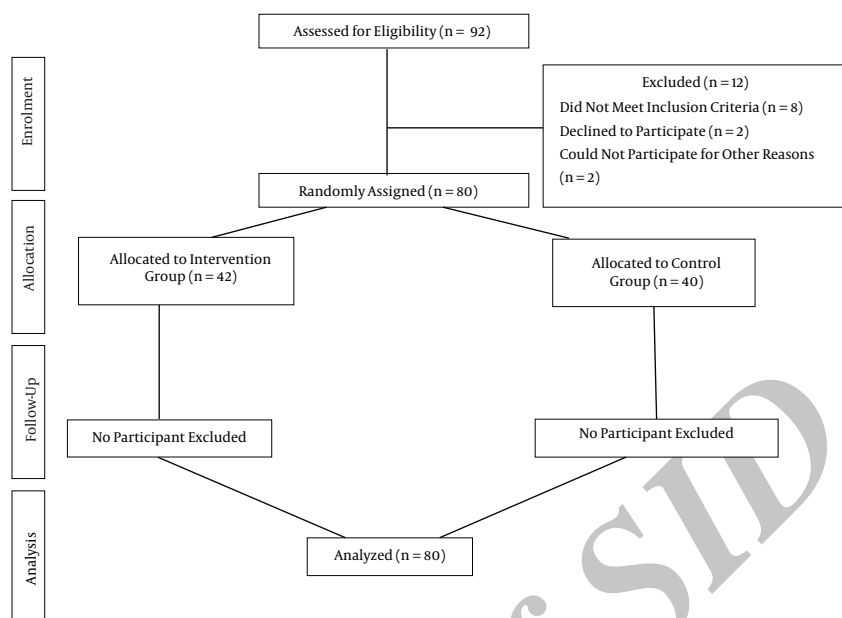 Assessed for Eligibility (n = 92)
Enrolment
Excluded (n = 12)
Did Not Meet Inclusion Criteria (n = 8)
Declined to Participate (n = 2)
Could Not Participate for Other Reasons
(n = 2)
Randomly Assigned (n = 80)
Allocation
Allocated to Intervention
Group (n = 42)
Allocated to Control
Group (n = 40)
Follow-Up
No Participant Excluded
No Participant Excluded
Analysis
Analyzed (n = 80)
of SID